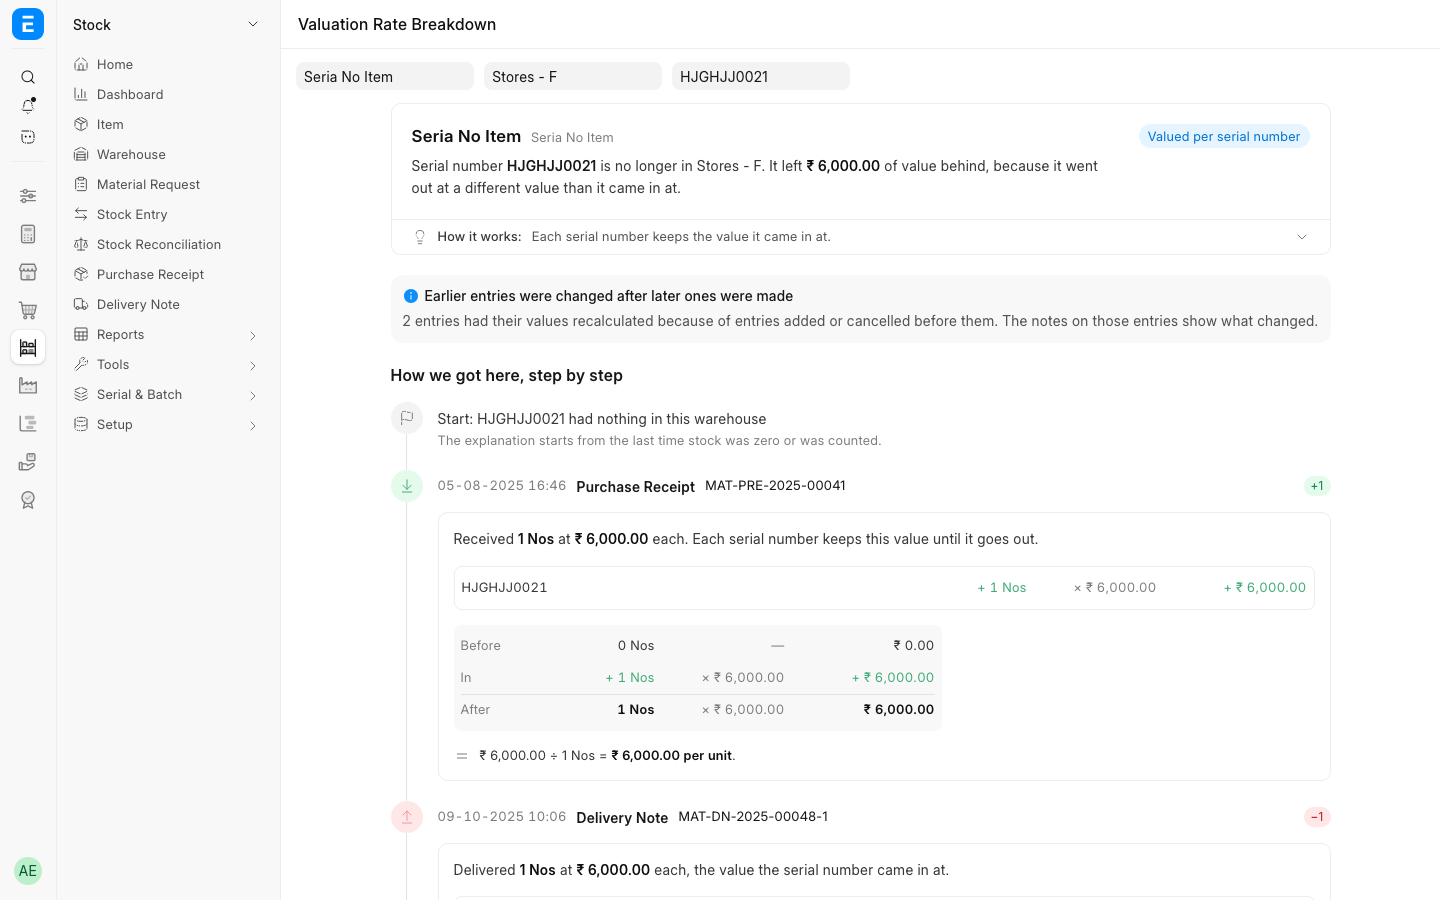 Stock
Home
Dashboard
Item
Warehouse
Material Request
Stock Entry
Stock Reconciliation
Purchase Receipt
Delivery Note
Reports
Tools
Serial & Batch
Setup
AE
Valuation Rate Breakdown
Seria No Item
Stores - F
HJGHJJ0021
Seria No Item Seria No Item
Valued per serial number
Serial number HJGHJJ0021 is no longer in Stores - F. It left ₹ 6,000.00 of value behind, because it went
out at a different value than it came in at.
How it works: Each serial number keeps the value it came in at.
Earlier entries were changed after later ones were made
2 entries had their values recalculated because of entries added or cancelled before them. The notes on those entries show what changed.
How we got here, step by step
Start: HJGHJJ0021 had nothing in this warehouse
The explanation starts from the last time stock was zero or was counted.
05-08-2025 16:46 Purchase Receipt MAT-PRE-2025-00041 +1
Received 1 Nos at ₹ 6,000.00 each. Each serial number keeps this value until it goes out.
HJGHJJ0021 + 1 Nos × ₹ 6,000.00 + ₹ 6,000.00
Before 0 Nos — ₹ 0.00
In + 1 Nos × ₹ 6,000.00 + ₹ 6,000.00
After 1 Nos × ₹ 6,000.00 ₹ 6,000.00
= ₹ 6,000.00 ÷ 1 Nos = ₹ 6,000.00 per unit.
09-10-2025 10:06 Delivery Note MAT-DN-2025-00048-1 −1
Delivered 1 Nos at ₹ 6,000.00 each, the value the serial number came in at.